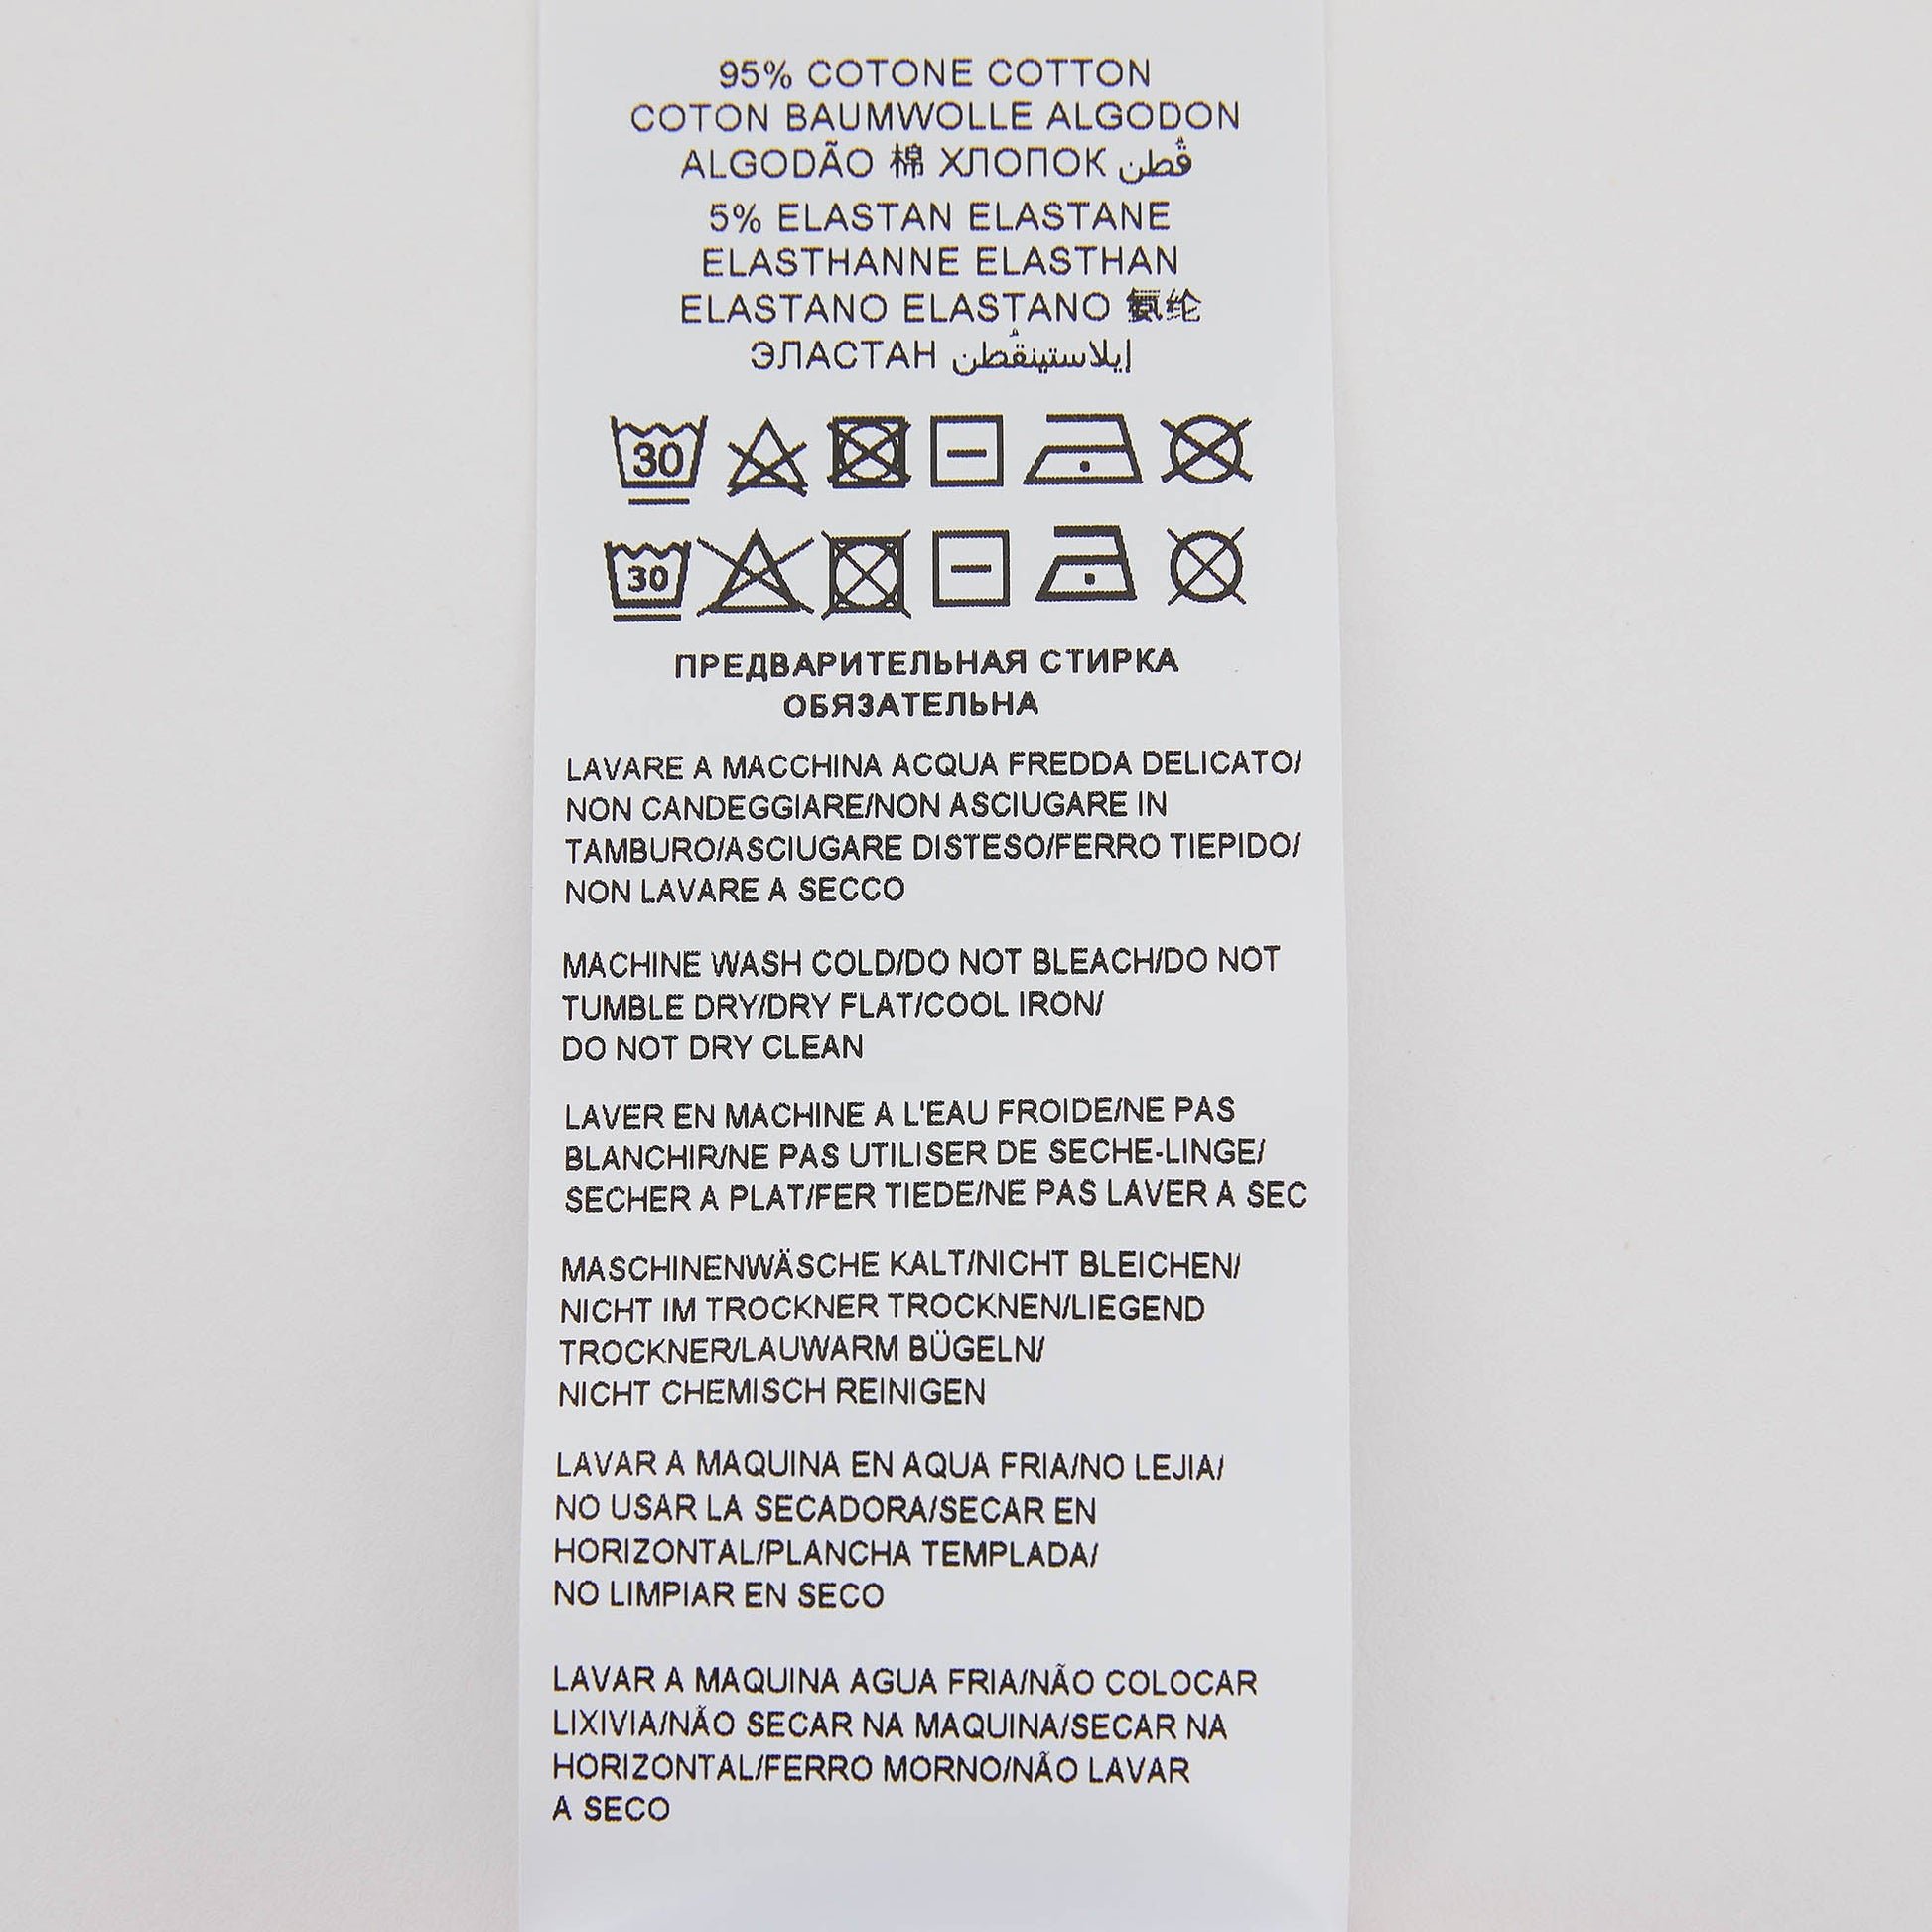 95% COTONE COTTON
COTON BAUMWOLLE ALGODON
ALGODÃO 棉 ХЛОПОК قُطن
5% ELASTAN ELASTANE
ELASTHANNE ELASTHAN
ELASTANO ELASTANO 氨纶
ЭЛАСТАН إيلاستينقُطن
30
30
ПРЕДВАРИТЕЛЬНАЯ СТИРКА
ОБЯЗАТЕЛЬНА
LAVARE A MACCHINA ACQUA FREDDA DELICATO/
NON CANDEGGIARE/NON ASCIUGARE IN
TAMBURO/ASCIUGARE DISTESO/FERRO TIEPIDO/
NON LAVARE A SECCO
MACHINE WASH COLD/DO NOT BLEACH/DO NOT
TUMBLE DRY/DRY FLAT/COOL IRON/
DO NOT DRY CLEAN
LAVER EN MACHINE A L'EAU FROIDE/NE PAS
BLANCHIR/NE PAS UTILISER DE SECHE-LINGE/
SECHER A PLAT/FER TIEDE/NE PAS LAVER A SEC
MASCHINENWÄSCHE KALT/NICHT BLEICHEN/
NICHT IM TROCKNER TROCKNEN/LIEGEND
TROCKNER/LAUWARM BÜGELN/
NICHT CHEMISCH REINIGEN
LAVAR A MAQUINA EN AQUA FRIA/NO LEJIA/
NO USAR LA SECADORA/SECAR EN
HORIZONTAL/PLANCHA TEMPLADA/
NO LIMPIAR EN SECO
LAVAR A MAQUINA AGUA FRIA/NÃO COLOCAR
LIXIVIA/NÃO SECAR NA MAQUINA/SECAR NA
HORIZONTAL/FERRO MORNO/NÃO LAVAR
A SECO